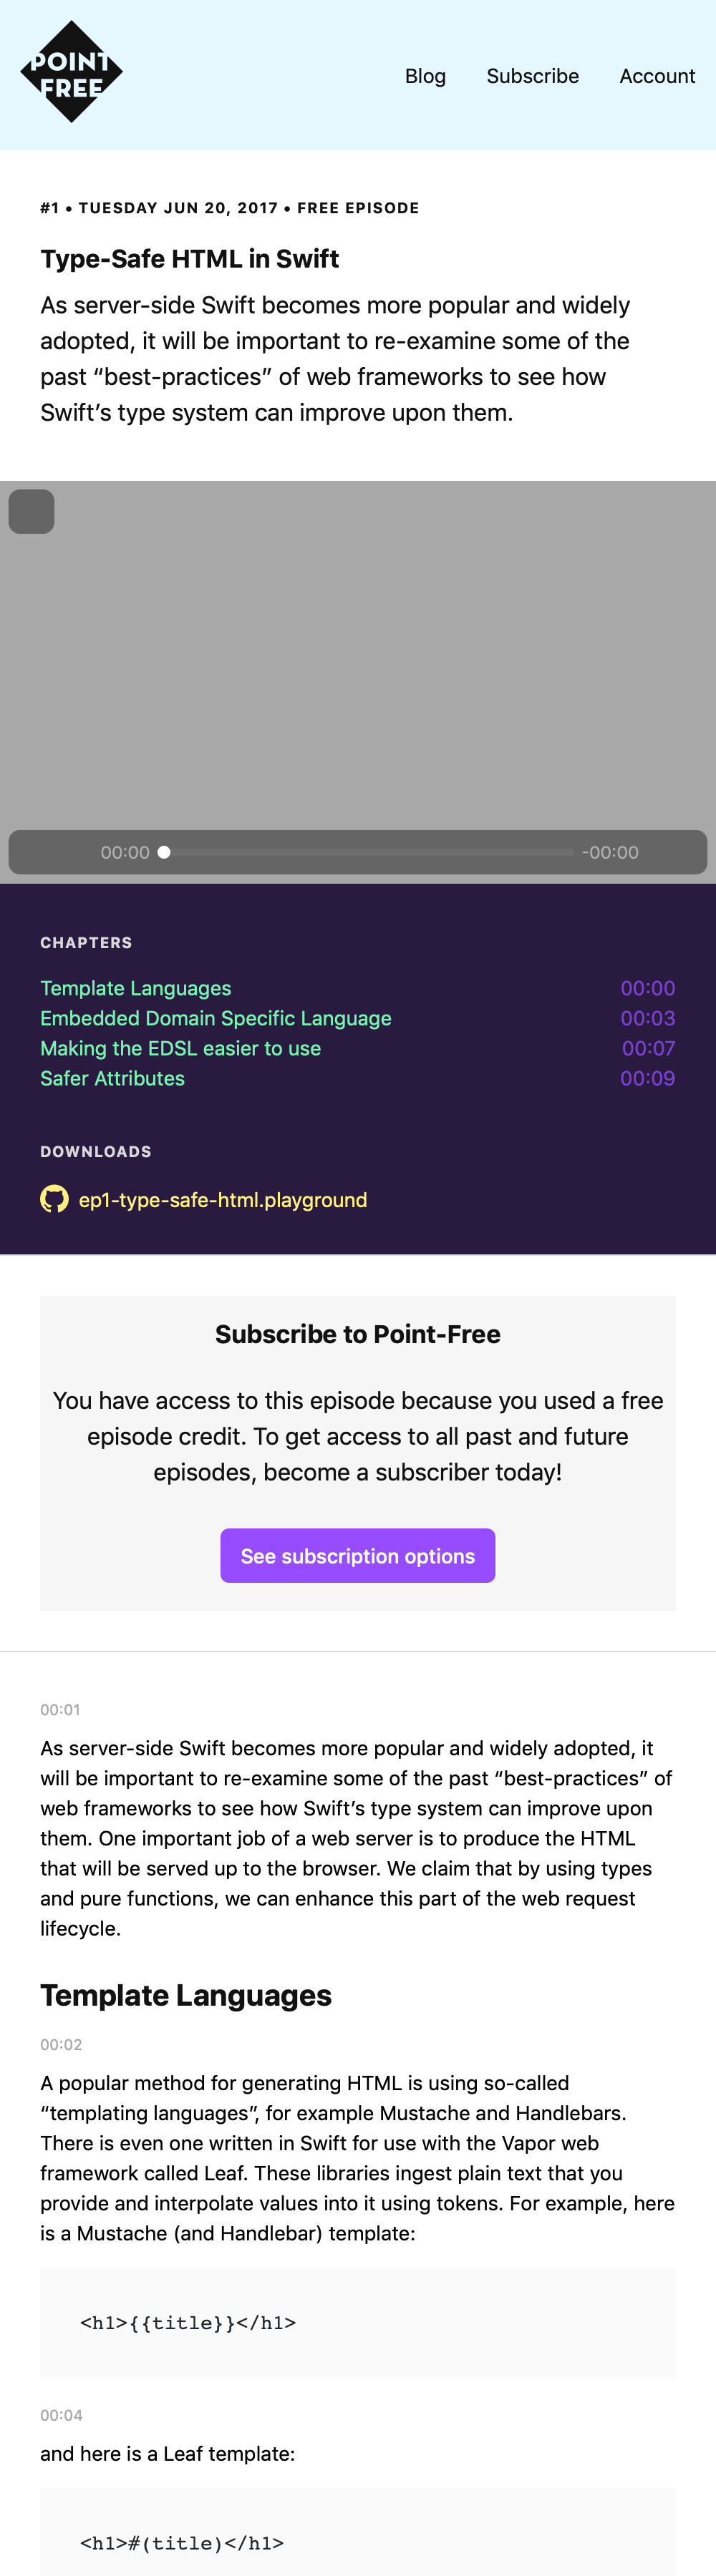 POINT
FREE
Blog Subscribe Account
#1 • TUESDAY JUN 20, 2017 • FREE EPISODE
Type-Safe HTML in Swift
As server-side Swift becomes more popular and widely
adopted, it will be important to re-examine some of the
past “best-practices” of web frameworks to see how
Swift’s type system can improve upon them.
00:00 -00:00
CHAPTERS
Template Languages 00:00
Embedded Domain Specific Language 00:03
Making the EDSL easier to use 00:07
Safer Attributes 00:09
DOWNLOADS
ep1-type-safe-html.playground
Subscribe to Point-Free
You have access to this episode because you used a free
episode credit. To get access to all past and future
episodes, become a subscriber today!
See subscription options
00:01
As server-side Swift becomes more popular and widely adopted, it
will be important to re-examine some of the past “best-practices” of
web frameworks to see how Swift’s type system can improve upon
them. One important job of a web server is to produce the HTML
that will be served up to the browser. We claim that by using types
and pure functions, we can enhance this part of the web request
lifecycle.
Template Languages
00:02
A popular method for generating HTML is using so-called
“templating languages”, for example Mustache and Handlebars.
There is even one written in Swift for use with the Vapor web
framework called Leaf. These libraries ingest plain text that you
provide and interpolate values into it using tokens. For example, here
is a Mustache (and Handlebar) template:
<h1>{{title}}</h1>
00:04
and here is a Leaf template:
<h1>#(title)</h1>